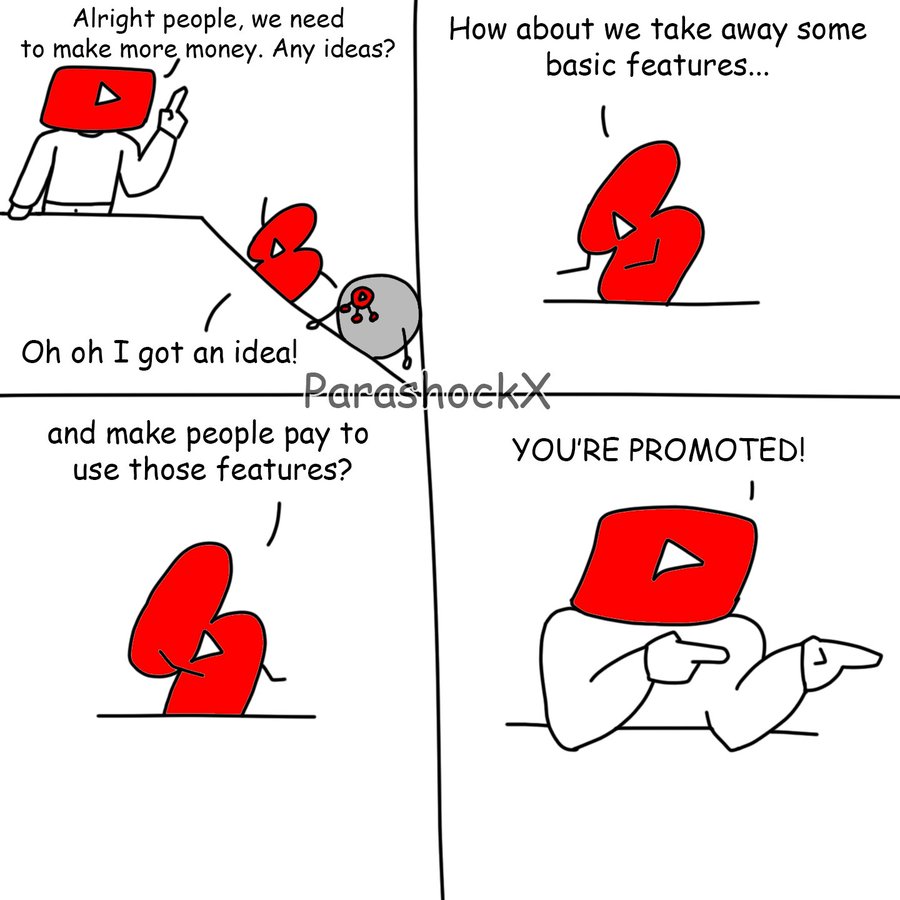 Alright people, we need
to make more money. Any ideas?
Oh oh I got an idea!
How about we take away some
basic features...
ParashockX
and make people pay to
use those features?
YOU'RE PROMOTED!